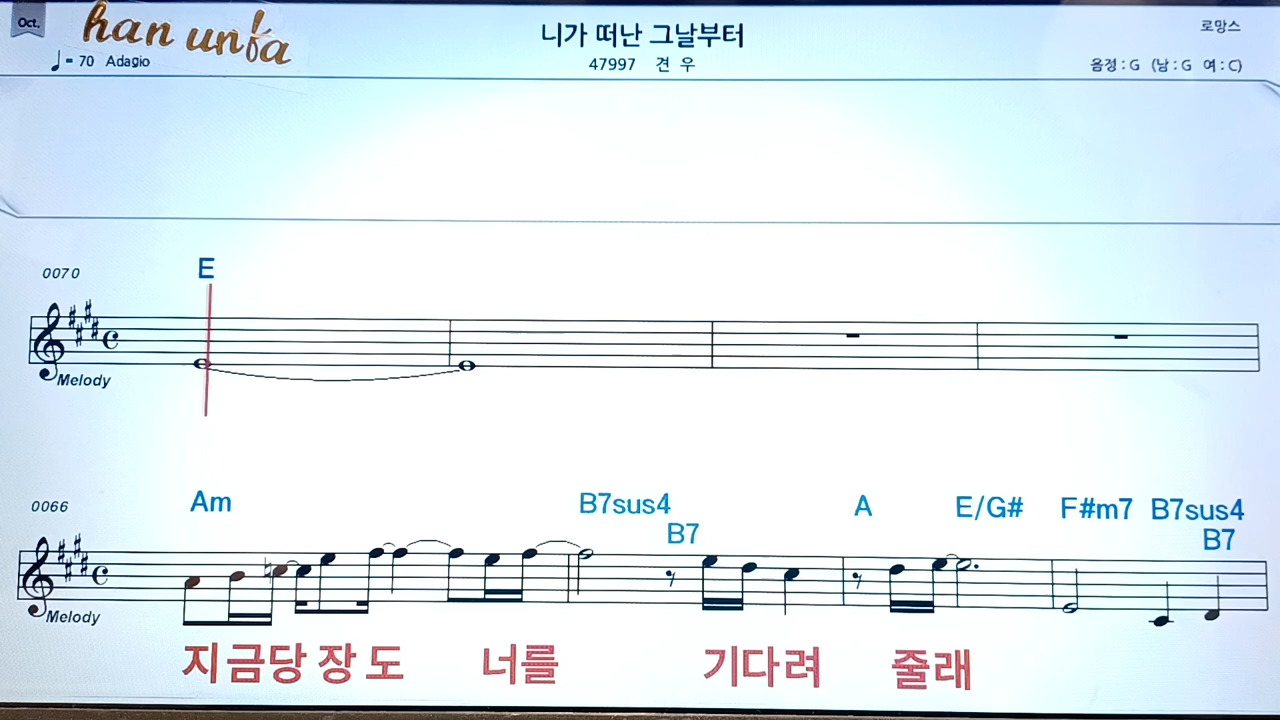 Oct.
han unfa
니가 떠난 그날부터
로망스
♩= 70 Adagio
47997 견 우
음정 : G (남 : G 여 : C)
0070
E
Melody
0066
Am B7sus4 A E/G# F#m7 B7sus4
B7 B7
Melody
지금당 장 도 너를 기다려 줄래